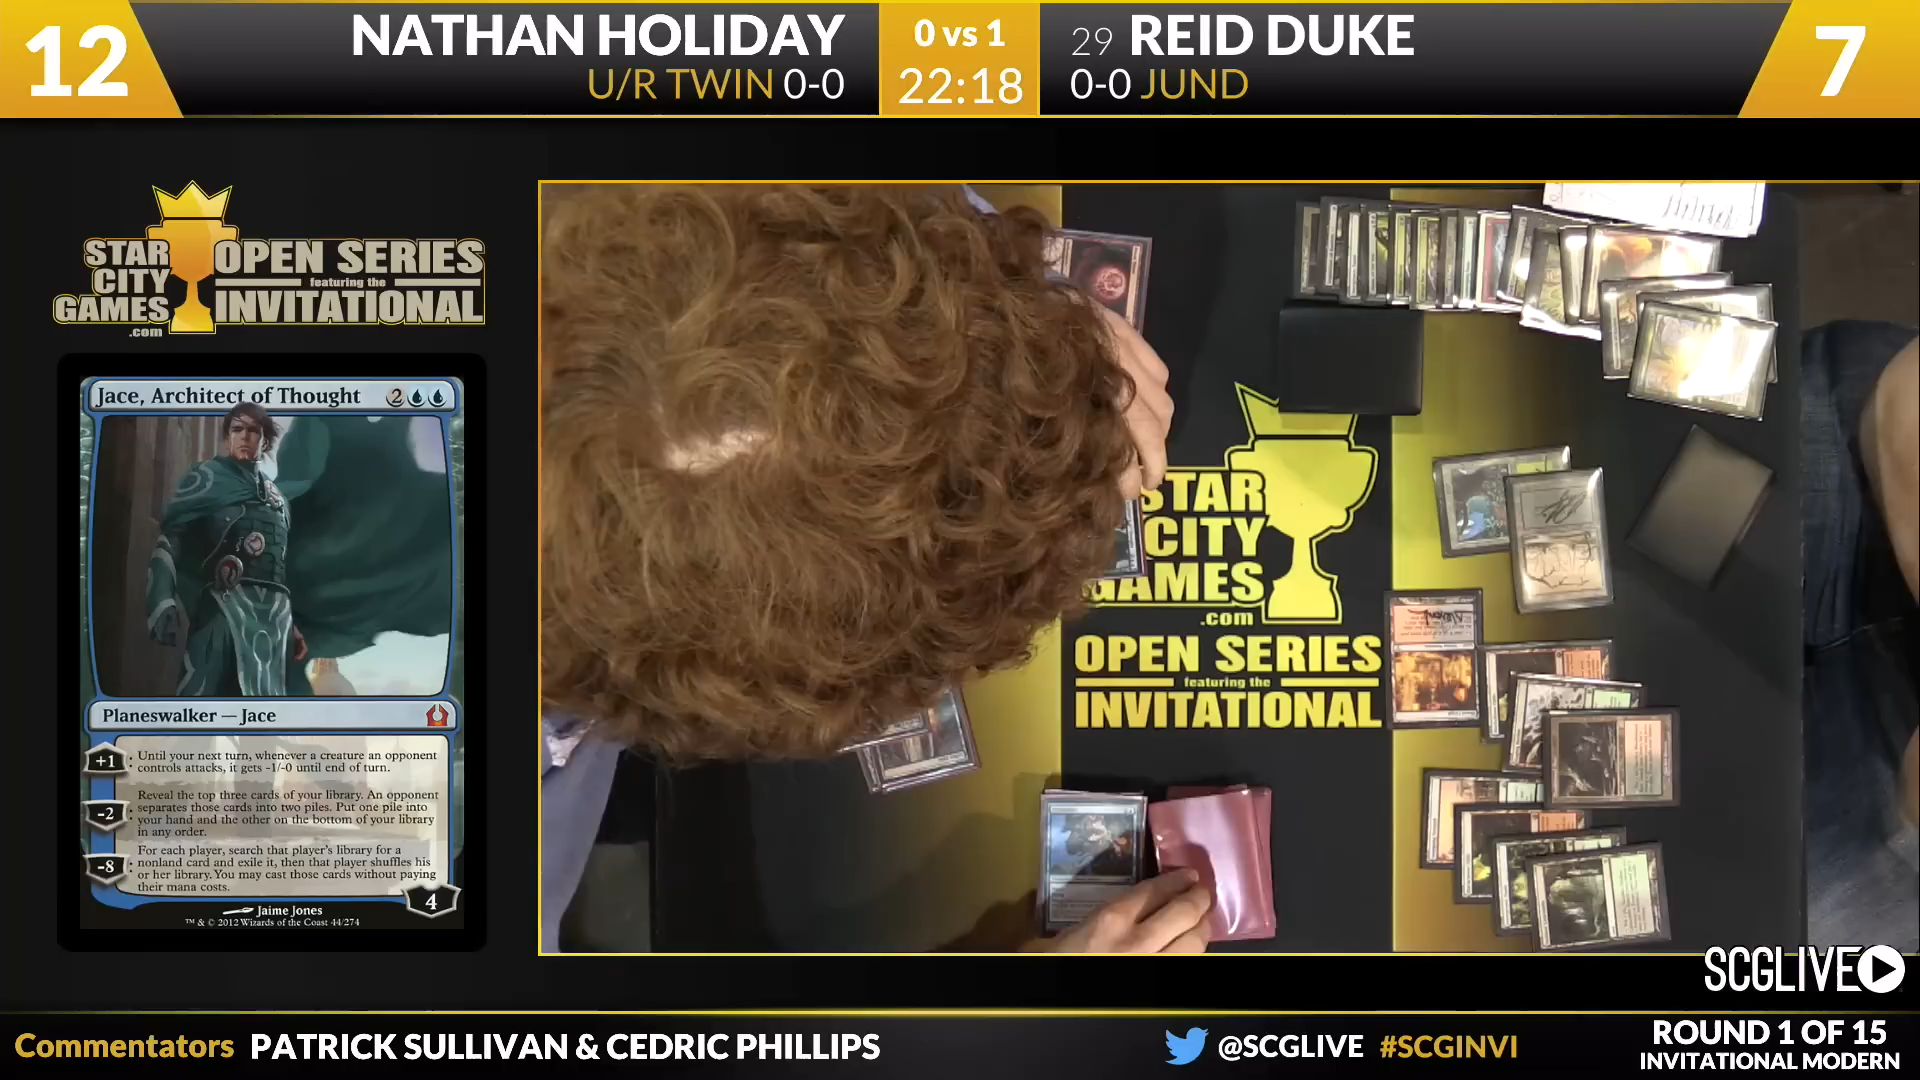 12
NATHAN HOLIDAY
U/R TWIN 0-0
0 vs 1
22:18
29 REID DUKE
0-0 JUND
7
STAR
CITY
GAMES
.com
OPEN SERIES
featuring the
INVITATIONAL
Jace, Architect of Thought 2
Planeswalker — Jace
+1: Until your next turn, whenever a creature an opponent
controls attacks, it gets -1/-0 until end of turn.
-2: Reveal the top three cards of your library. An opponent
separates those cards into two piles. Put one pile into
your hand and the other on the bottom of your library
in any order.
-8: For each player, search that player's library for a
nonland card and exile it, then that player shuffles his
or her library. You may cast those cards without paying
their mana costs.
4
Jaime Jones
™ & © 2012 Wizards of the Coast 44/274
STAR
CITY
GAMES
.com
OPEN SERIES
featuring the
INVITATIONAL
SCGLIVE
Commentators PATRICK SULLIVAN & CEDRIC PHILLIPS
@SCGLIVE #SCGINVI
ROUND 1 OF 15
INVITATIONAL MODERN